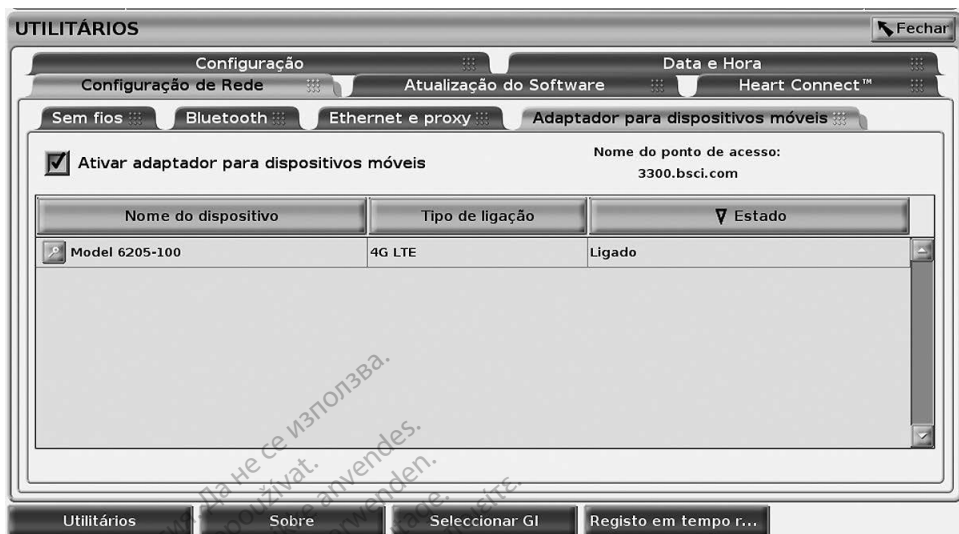 UTILITÁRIOS
Fechar
Configuração
Data e Hora
Configuração de Rede
Atualização do Software
Heart Connect™
Sem fios
Bluetooth
Ethernet e proxy
Adaptador para dispositivos móveis
Ativar adaptador para dispositivos móveis
Nome do ponto de acesso:
3300.bsci.com
Nome do dispositivo
Tipo de ligação
Estado
Model 6205-100
4G LTE
Ligado
Да не се използва.
anvendes.
Utilitários
Sobre
Seleccionar GI
Registo em tempo r...